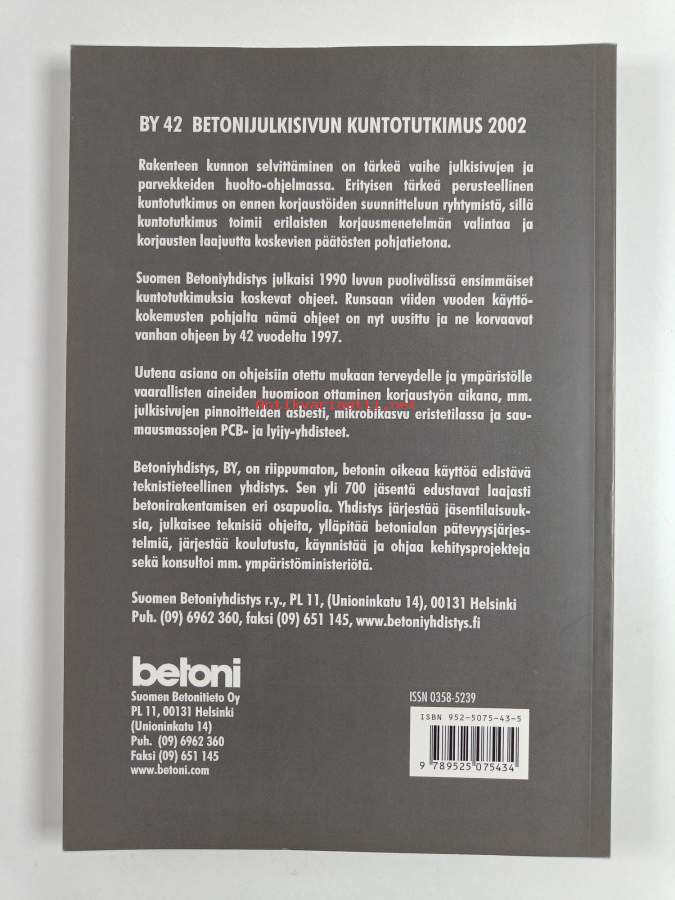 BY 42 BETONIJULKISIVUN KUNTOTUTKIMUS 2002
Rakenteen kunnon selvittäminen on tärkeä vaihe julkisivujen ja
parvekkeiden huolto-ohjelmassa. Erityisen tärkeä perusteellinen
kuntotutkimus on ennen korjaustöiden suunnitteluun ryhtymistä, sillä
kuntotutkimus toimii erilaisten korjausmenetelmän valintaa ja
korjausten laajuutta koskevien päätösten pohjatietona.
Suomen Betoniyhdistys julkaisi 1990 luvun puolivälissä ensimmäiset
kuntotutkimuksia koskevat ohjeet. Runsaan viiden vuoden käyttö-
kokemusten pohjalta nämä ohjeet on nyt uusittu ja ne korvaavat
vanhan ohjeen by 42 vuodelta 1997.
Uutena asiana on ohjeisiin otettu mukaan terveydelle ja ympäristölle
vaarallisten aineiden huomioon ottaminen korjaustyön aikana, mm.
Antikvariaatti.net
julkisivujen pinnoitteiden asbesti, mikrobikasvu eristetilassa ja sau-
mausmassojen PCB- ja lyijy-yhdisteet.
Betoniyhdistys, BY, on riippumaton, betonin oikeaa käyttöä edistävä
teknistieteellinen yhdistys. Sen yli 700 jäsentä edustavat laajasti
betonirakentamisen eri osapuolia. Yhdistys järjestää jäsentilaisuuk-
sia, julkaisee teknisiä ohjeita, ylläpitää betonialan pätevyysjärjes-
telmiä, järjestää koulutusta, käynnistää ja ohjaa kehitysprojekteja
sekä konsultoi mm. ympäristöministeriötä.
Suomen Betoniyhdistys r.y., PL 11, (Unioninkatu 14), 00131 Helsinki
Puh. (09) 6962 360, faksi (09) 651 145, www.betoniyhdistys.fi
betoni
Suomen Betonitieto Oy
PL 11, 00131 Helsinki
(Unioninkatu 14)
Puh. (09) 6962 360
Faksi (09) 651 145
www.betoni.com
ISSN 0358-5239
ISBN 952-5075-43-5
9 789525 075434